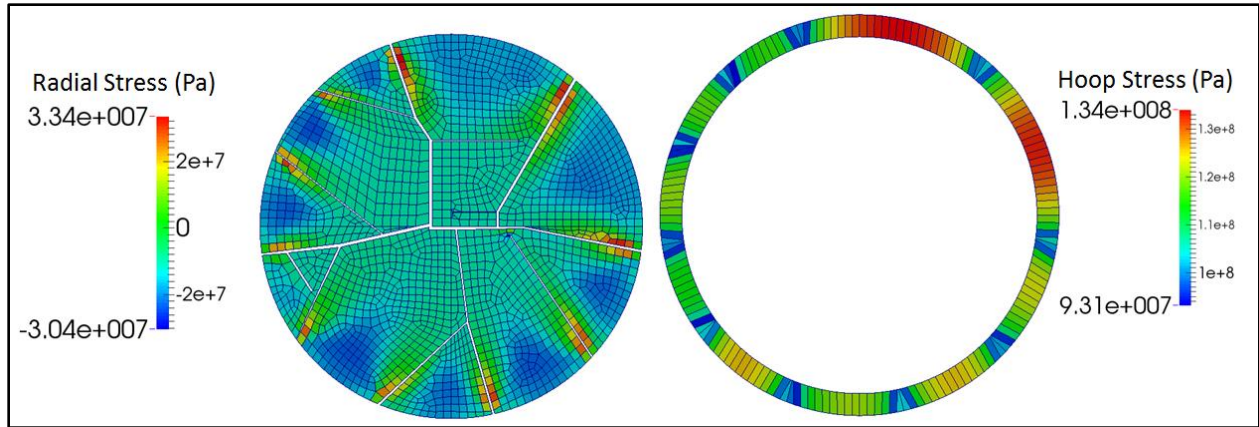 Radial Stress (Pa)
3.34e+007
2e+7
0
-2e+7
-3.04e+007
Hoop Stress (Pa)
1.34e+008
1.3e+8
1.2e+8
1.1e+8
1e+8
9.31e+007